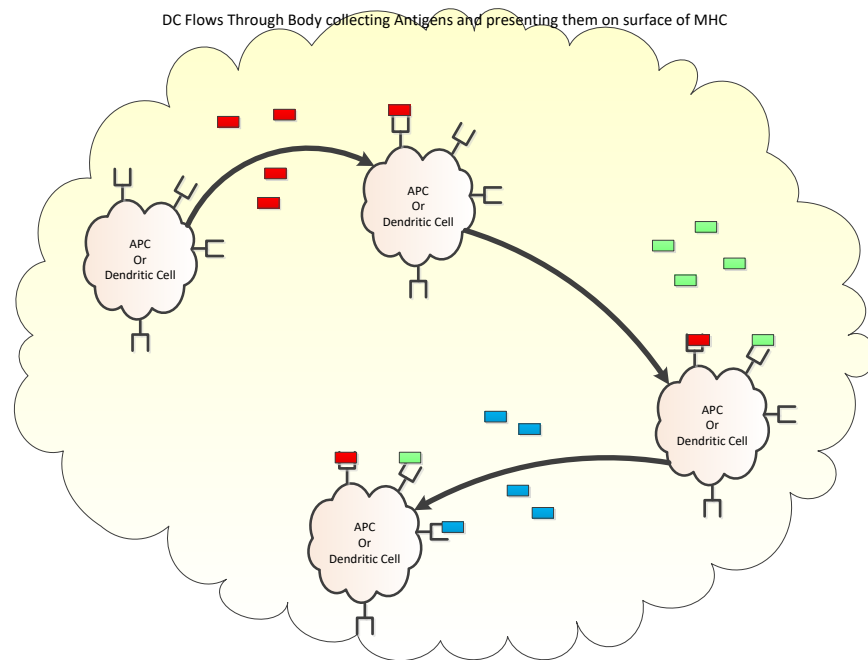 DC Flows Through Body collecting Antigens and presenting them on surface of MHC
APC
Or
Dendritic Cell
APC
Or
Dendritic Cell
APC
Or
Dendritic Cell
APC
Or
Dendritic Cell